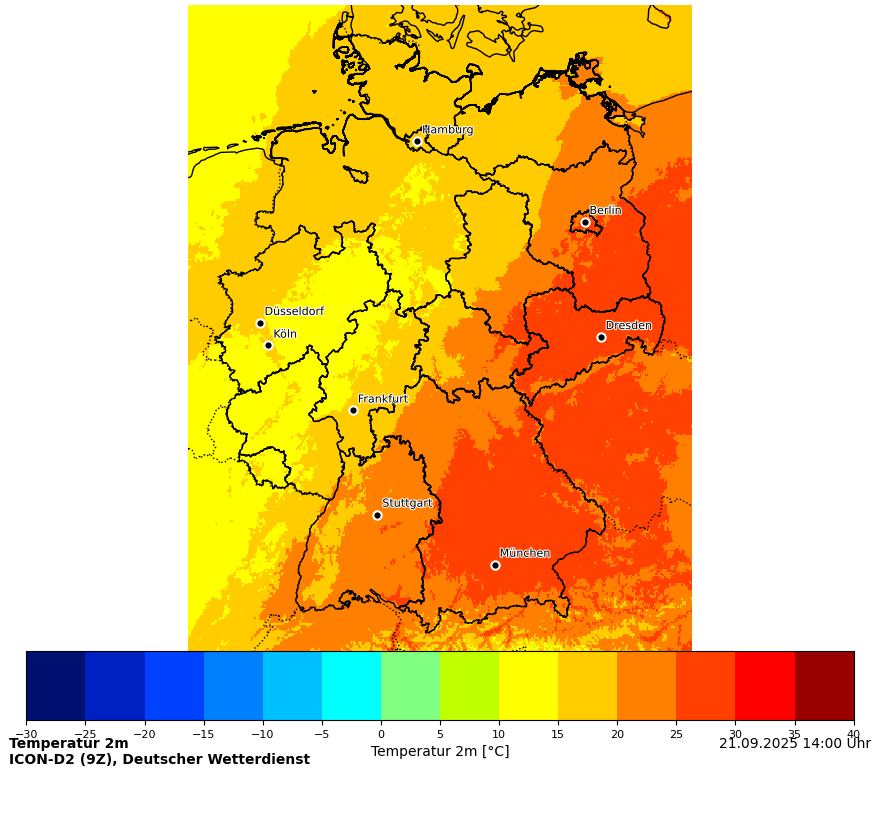 Hamburg
Berlin
Düsseldorf
Köln
Dresden
Frankfurt
Stuttgart
München
−30 −25 −20 −15 −10 −5 0 5 10 15 20 25 30 35 40
Temperatur 2m
Temperatur 2m [°C]
21.09.2025 14:00 Uhr
ICON-D2 (9Z), Deutscher Wetterdienst